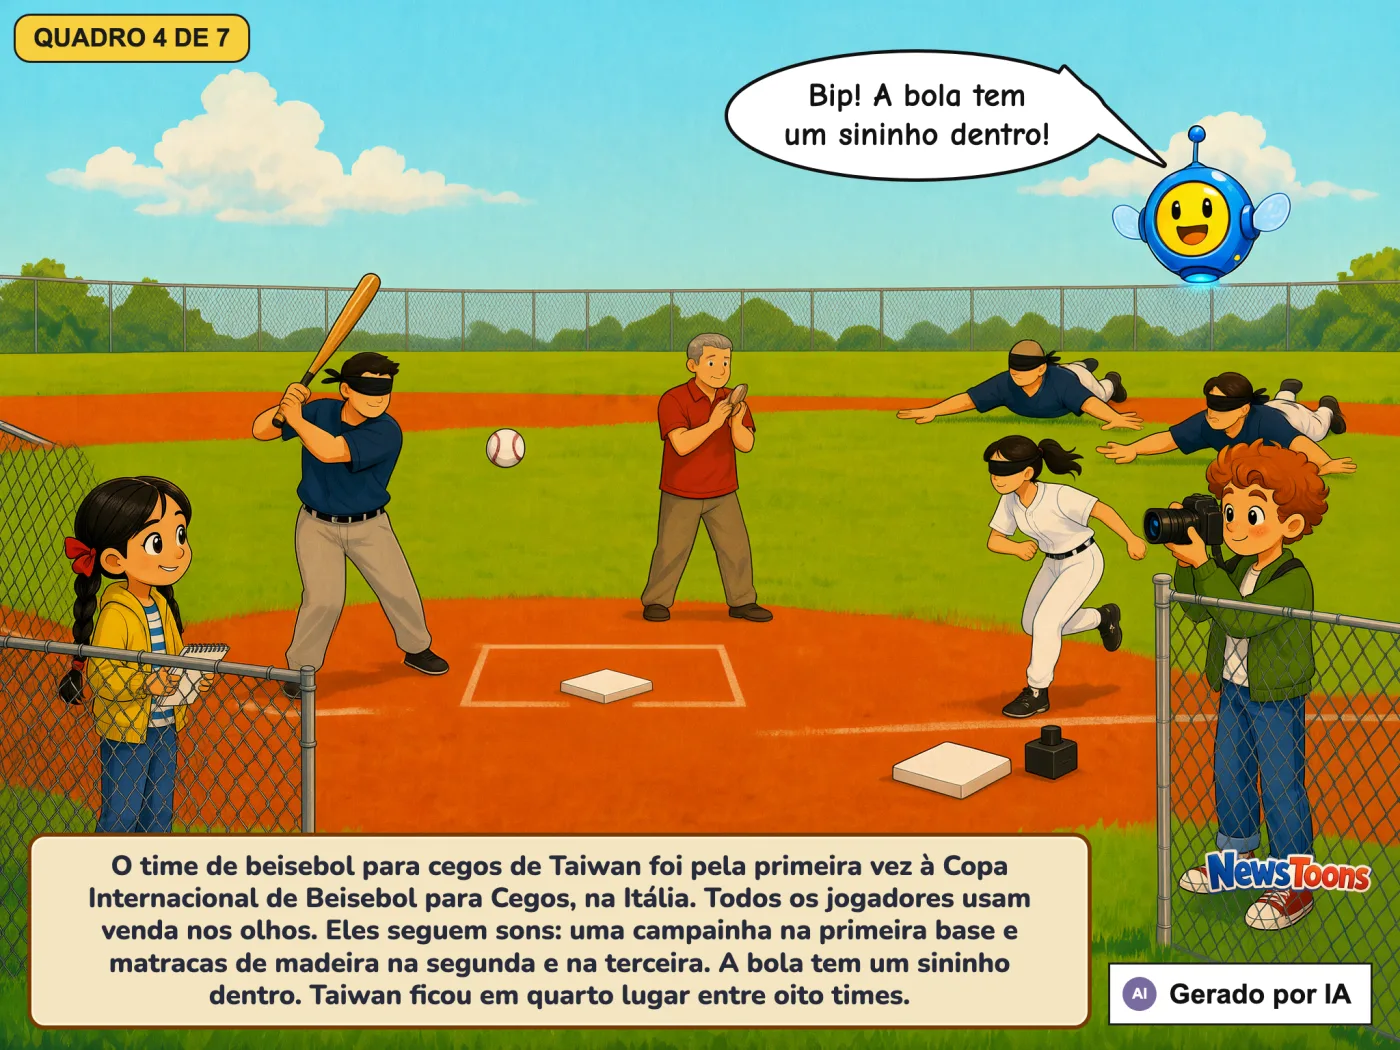 QUADRO 4 DE 7
Bip! A bola tem
um sininho dentro!
O time de beisebol para cegos de Taiwan foi pela primeira vez à Copa
Internacional de Beisebol para Cegos, na Itália. Todos os jogadores usam
venda nos olhos. Eles seguem sons: uma campainha na primeira base e
matracas de madeira na segunda e na terceira. A bola tem um sininho
dentro. Taiwan ficou em quarto lugar entre oito times.
NewsToons
AI Gerado por IA